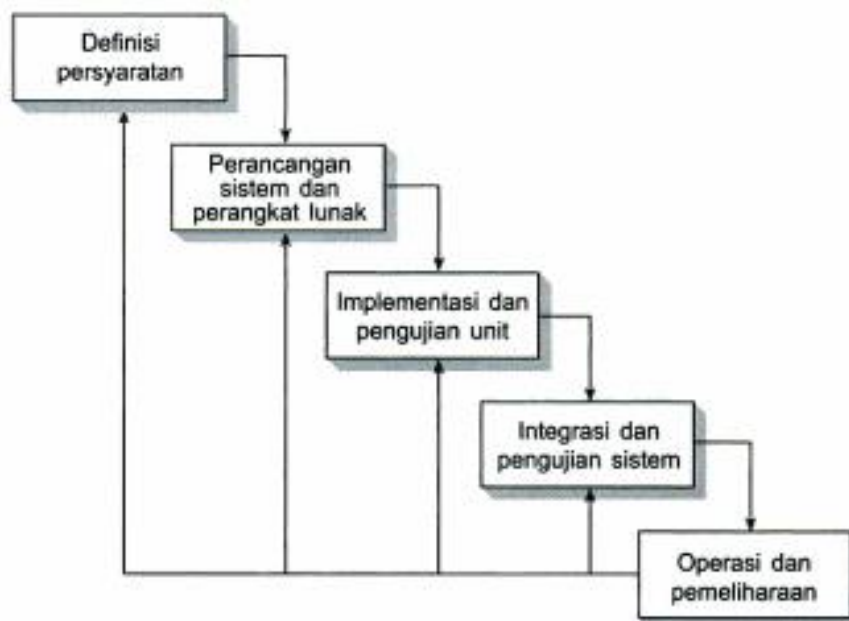 Definisi
persyaratan
Perancangan
sistem dan
perangkat lunak
Implementasi dan
pengujian unit
Integrasi dan
pengujian sistem
Operasi dan
pemeliharaan